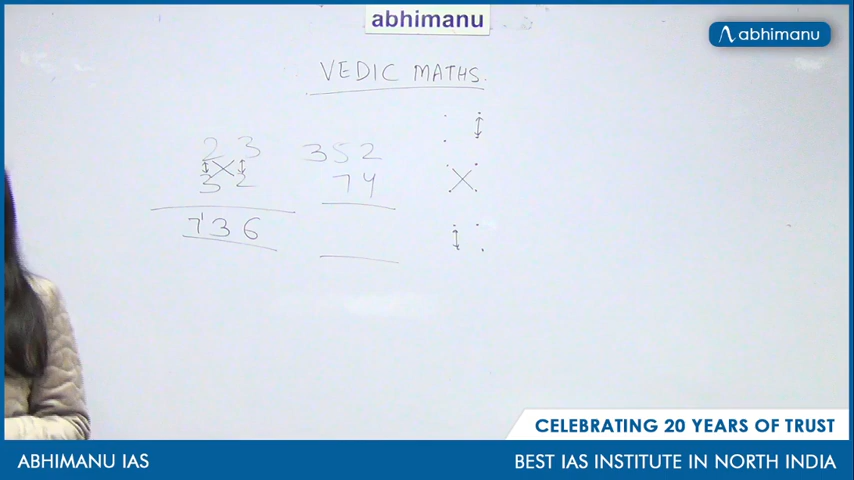 abhimanu
abhimanu
VEDIC MATHS.
23 352
32 74
736
CELEBRATING 20 YEARS OF TRUST
ABHIMANU IAS BEST IAS INSTITUTE IN NORTH INDIA